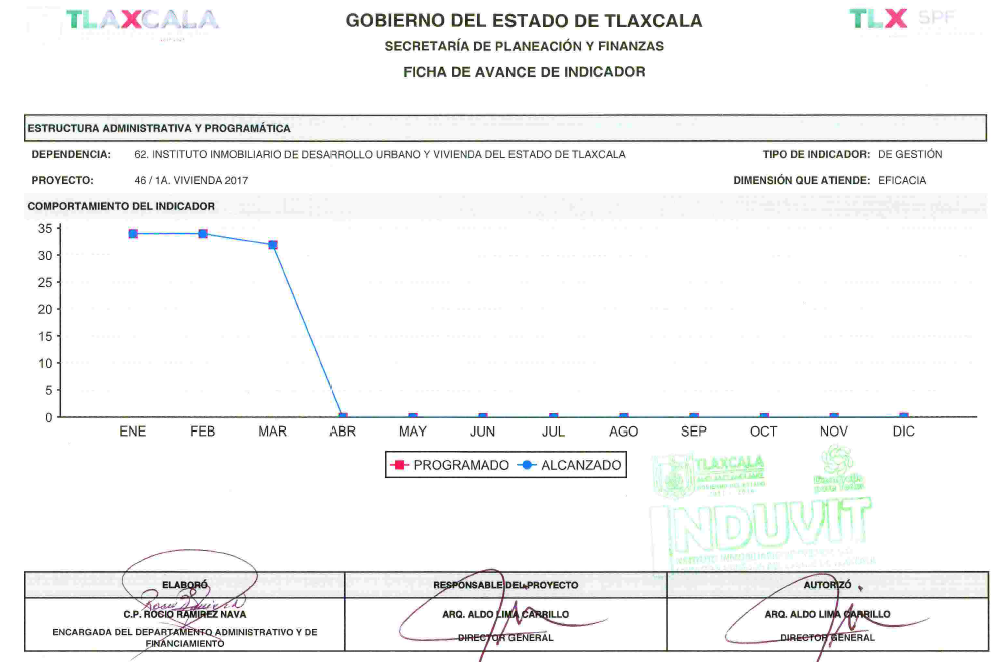 TLAXCALA
GOBIERNO DEL ESTADO DE TLAXCALA
TLX SPF
SECRETARÍA DE PLANEACIÓN Y FINANZAS
FICHA DE AVANCE DE INDICADOR
ESTRUCTURA ADMINISTRATIVA Y PROGRAMÁTICA
DEPENDENCIA: 62. INSTITUTO INMOBILIARIO DE DESARROLLO URBANO Y VIVIENDA DEL ESTADO DE TLAXCALA TIPO DE INDICADOR: DE GESTIÓN
PROYECTO: 46 / 1A. VIVIENDA 2017 DIMENSIÓN QUE ATIENDE: EFICACIA
COMPORTAMIENTO DEL INDICADOR
35
30
25
20
15
10
5
0
ENE FEB MAR ABR MAY JUN JUL AGO SEP OCT NOV DIC
PROGRAMADO ALCANZADO
TLAXCALA
INDUVIT
ELABORÓ RESPONSABLE DEL PROYECTO AUTORIZÓ
C.P. ROCIO RAMIREZ NAVA ARQ. ALDO LIMA CARRILLO ARQ. ALDO LIMA CARRILLO
ENCARGADA DEL DEPARTAMENTO ADMINISTRATIVO Y DE FINANCIAMIENTO DIRECTOR GENERAL DIRECTOR GENERAL